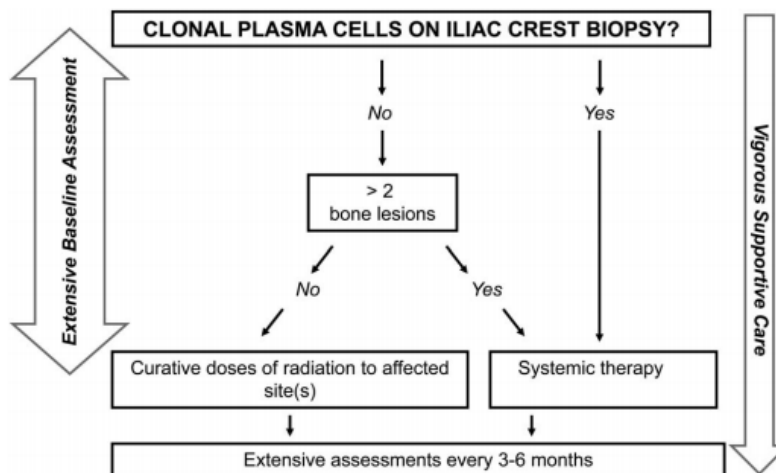 CLONAL PLASMA CELLS ON ILIAC CREST BIOPSY?
Extensive Baseline Assessment
Vigorous Supportive Care
No
Yes
> 2
bone lesions
No
Yes
Curative doses of radiation to affected
site(s)
Systemic therapy
Extensive assessments every 3-6 months